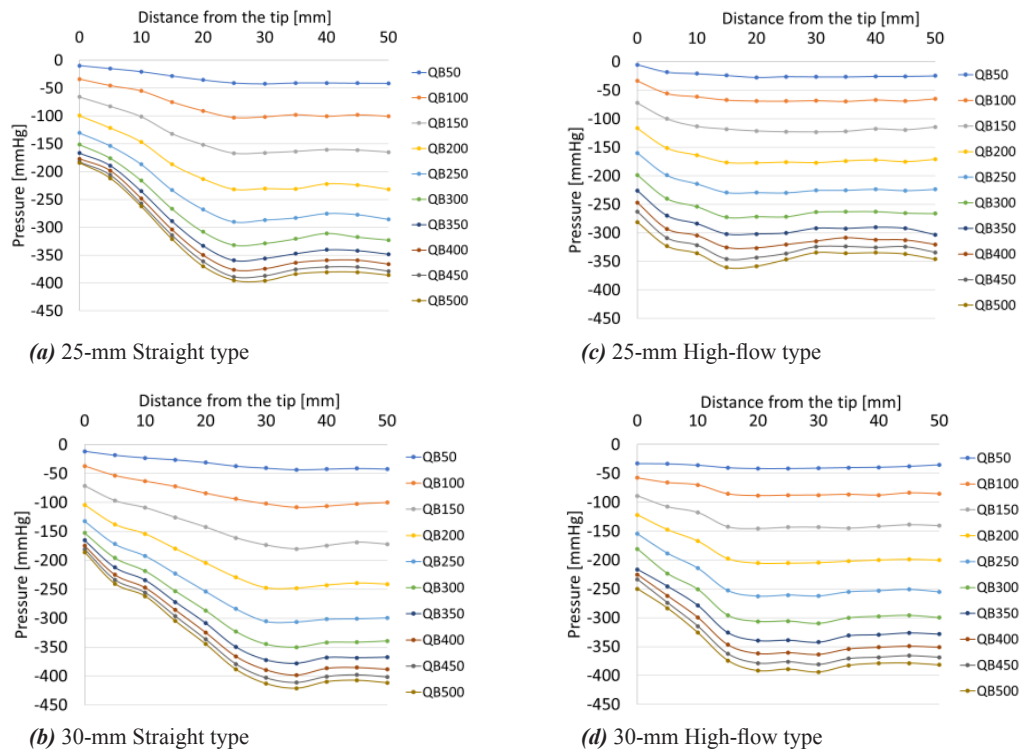 Distance from the tip [mm]
0 10 20 30 40 50
0
-50
-100
-150
-200
-250
-300
-350
-400
-450
Pressure [mmHg]
QB50
QB100
QB150
QB200
QB250
QB300
QB350
QB400
QB450
QB500
(a) 25-mm Straight type
Distance from the tip [mm]
0 10 20 30 40 50
0
-50
-100
-150
-200
-250
-300
-350
-400
-450
Pressure [mmHg]
QB50
QB100
QB150
QB200
QB250
QB300
QB350
QB400
QB450
QB500
(c) 25-mm High-flow type
Distance from the tip [mm]
0 10 20 30 40 50
0
-50
-100
-150
-200
-250
-300
-350
-400
-450
Pressure [mmHg]
QB50
QB100
QB150
QB200
QB250
QB300
QB350
QB400
QB450
QB500
(b) 30-mm Straight type
Distance from the tip [mm]
0 10 20 30 40 50
0
-50
-100
-150
-200
-250
-300
-350
-400
-450
Pressure [mmHg]
QB50
QB100
QB150
QB200
QB250
QB300
QB350
QB400
QB450
QB500
(d) 30-mm High-flow type